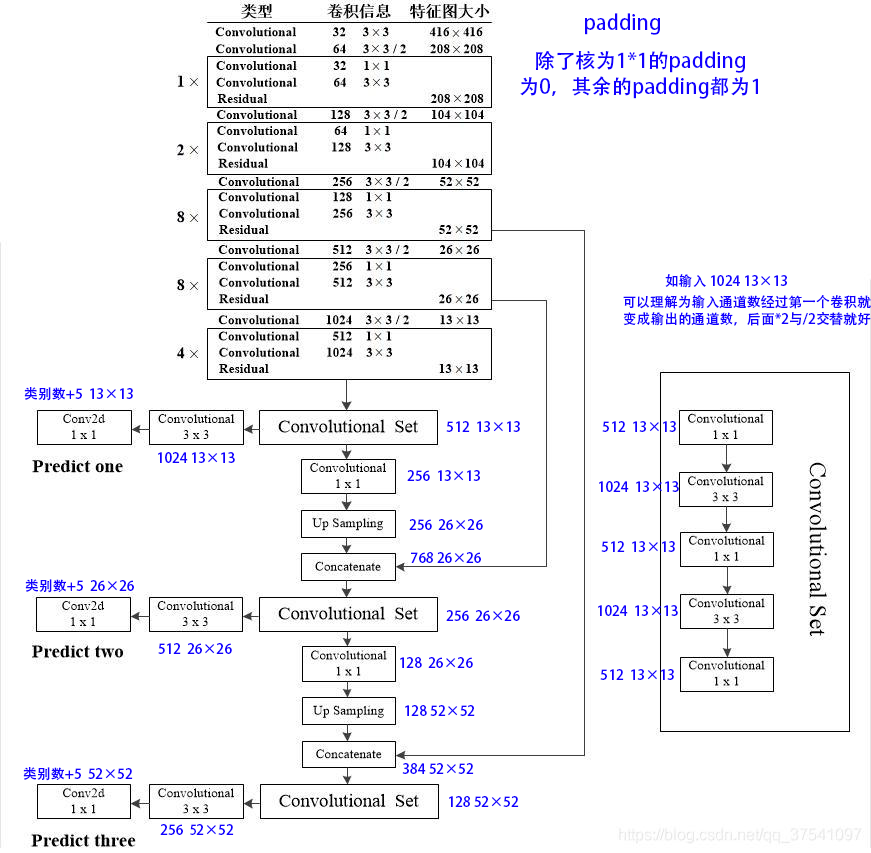 类型 卷积信息 特征图大小
Convolutional 32 3×3 416×416
Convolutional 64 3×3 / 2 208×208
1 ×
Convolutional 32 1×1
Convolutional 64 3×3
Residual 208×208
Convolutional 128 3×3 / 2 104×104
2 ×
Convolutional 64 1×1
Convolutional 128 3×3
Residual 104×104
Convolutional 256 3×3 / 2 52×52
8 ×
Convolutional 128 1×1
Convolutional 256 3×3
Residual 52×52
Convolutional 512 3×3 / 2 26×26
8 ×
Convolutional 256 1×1
Convolutional 512 3×3
Residual 26×26
Convolutional 1024 3×3 / 2 13×13
4 ×
Convolutional 512 1×1
Convolutional 1024 3×3
Residual 13×13
padding
除了核为1*1的padding
为0，其余的padding都为1
类别数+5 13×13
Conv2d
1 x 1
Convolutional
3 x 3
Convolutional Set
512 13×13
Predict one
1024 13×13
Convolutional
1 x 1
256 13×13
Up Sampling
256 26×26
Concatenate
768 26×26
类别数+5 26×26
Conv2d
1 x 1
Convolutional
3 x 3
Convolutional Set
256 26×26
Predict two
512 26×26
Convolutional
1 x 1
128 26×26
Up Sampling
128 52×52
Concatenate
384 52×52
类别数+5 52×52
Conv2d
1 x 1
Convolutional
3 x 3
Convolutional Set
128 52×52
Predict three
256 52×52
如输入 1024 13×13
可以理解为输入通道数经过第一个卷积就
变成输出的通道数，后面*2与/2交替就好
512 13×13
Convolutional
1 x 1
1024 13×13
Convolutional
3 x 3
512 13×13
Convolutional
1 x 1
1024 13×13
Convolutional
3 x 3
512 13×13
Convolutional
1 x 1
Convolutional Set
https://blog.csdn.net/qq_37541097